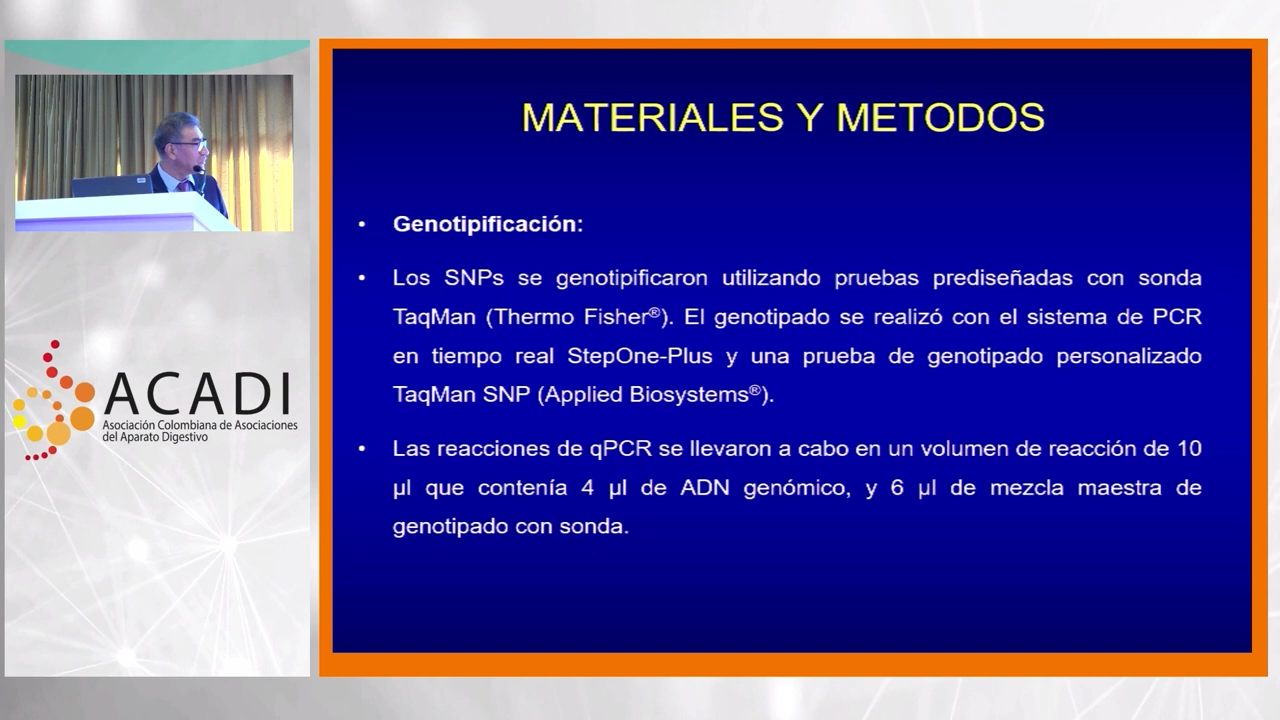 MATERIALES Y METODOS
• Genotipificación:
• Los SNPs se genotipificaron utilizando pruebas prediseñadas con sonda
TaqMan (Thermo Fisher®). El genotipado se realizó con el sistema de PCR
en tiempo real StepOne-Plus y una prueba de genotipado personalizado
TaqMan SNP (Applied Biosystems®).
• Las reacciones de qPCR se llevaron a cabo en un volumen de reacción de 10
µl que contenía 4 µl de ADN genómico, y 6 µl de mezcla maestra de
genotipado con sonda.
ACADI
Asociación Colombiana de Asociaciones
del Aparato Digestivo